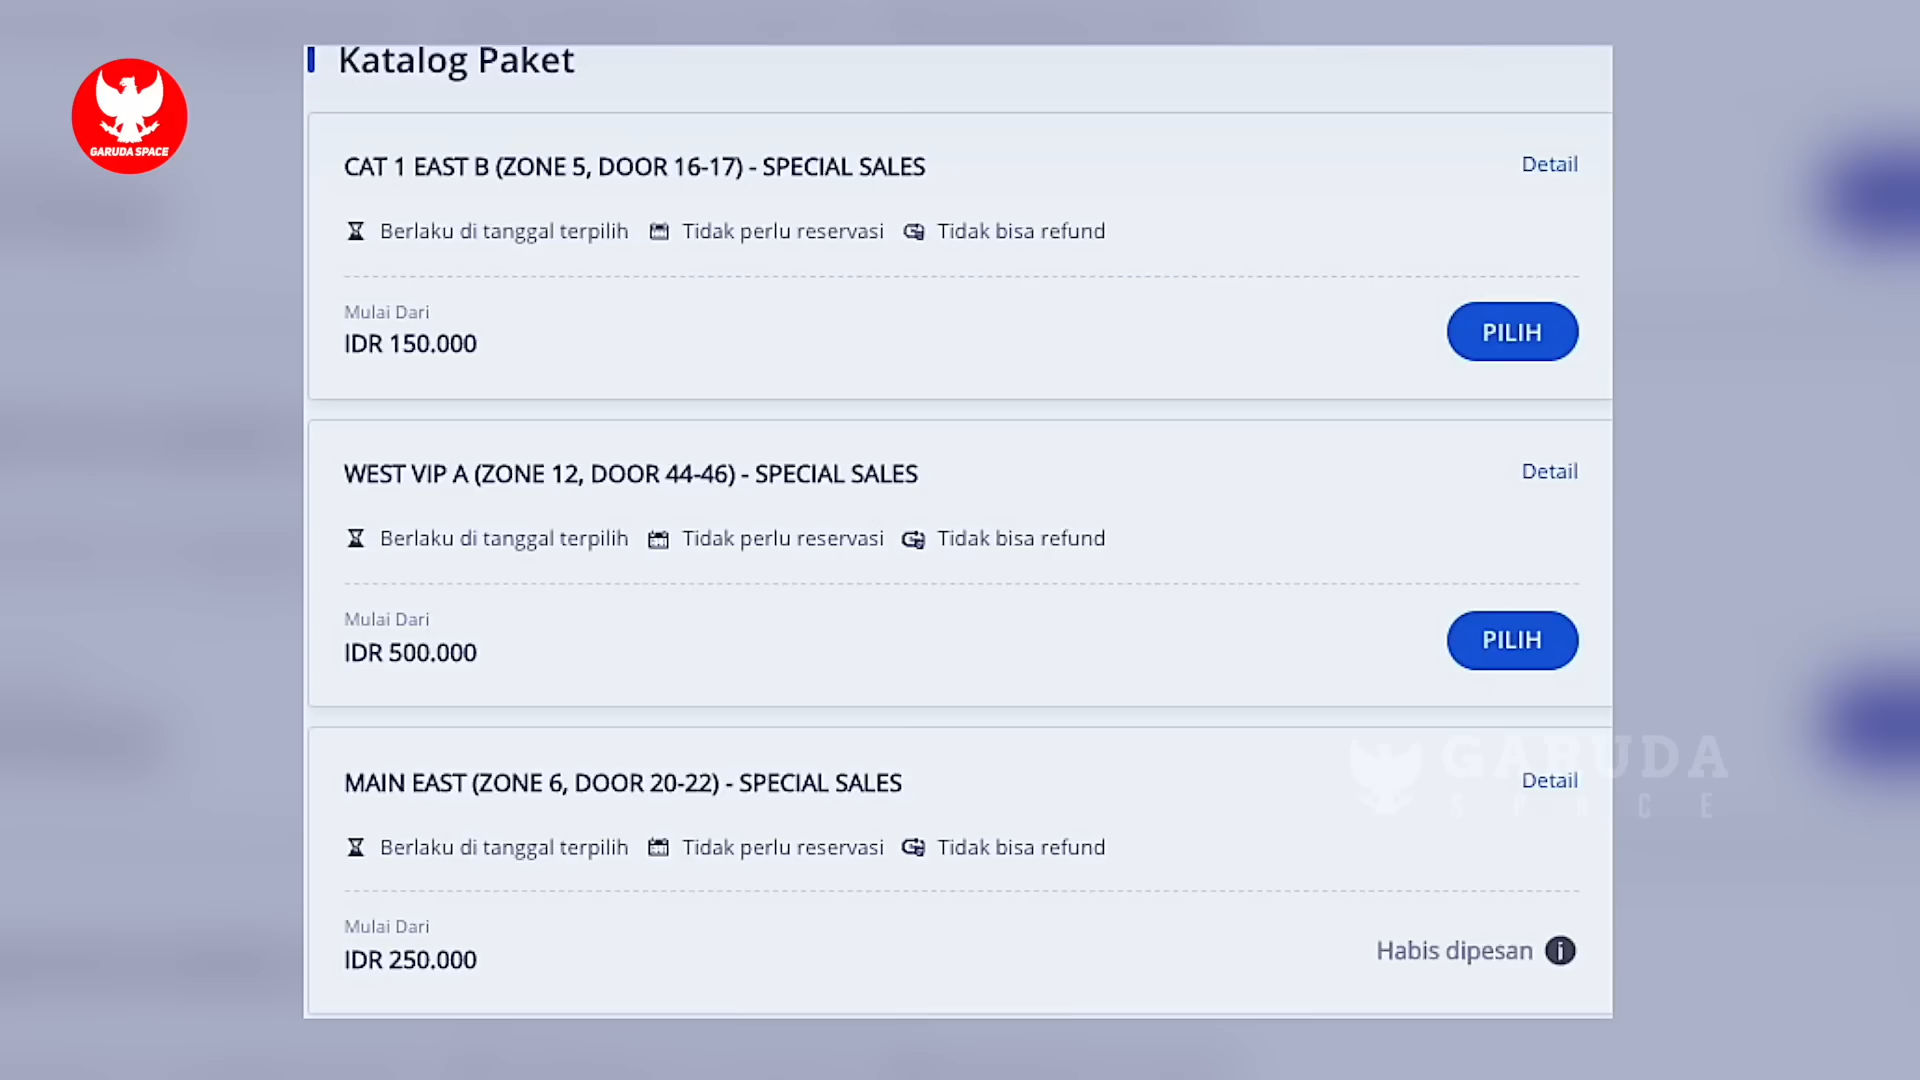 Katalog Paket
GARUDA SPACE
CAT 1 EAST B (ZONE 5, DOOR 16-17) - SPECIAL SALES
Detail
Berlaku di tanggal terpilih Tidak perlu reservasi Tidak bisa refund
Mulai Dari
IDR 150.000
PILIH
WEST VIP A (ZONE 12, DOOR 44-46) - SPECIAL SALES
Detail
Berlaku di tanggal terpilih Tidak perlu reservasi Tidak bisa refund
Mulai Dari
IDR 500.000
PILIH
GARUDA
SPACE
MAIN EAST (ZONE 6, DOOR 20-22) - SPECIAL SALES
Detail
Berlaku di tanggal terpilih Tidak perlu reservasi Tidak bisa refund
Mulai Dari
IDR 250.000
Habis dipesan